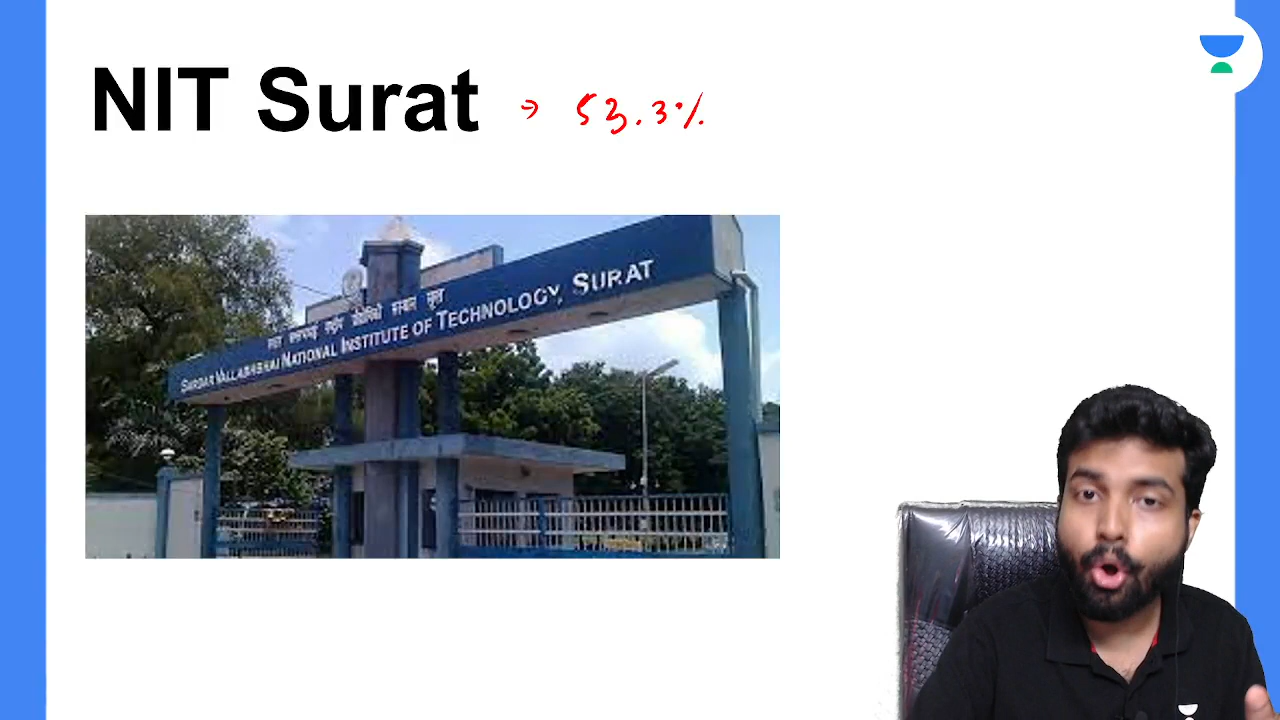 NIT Surat → 53.3%
SARDAR VALLABHBHAI NATIONAL INSTITUTE OF TECHNOLOGY, SURAT